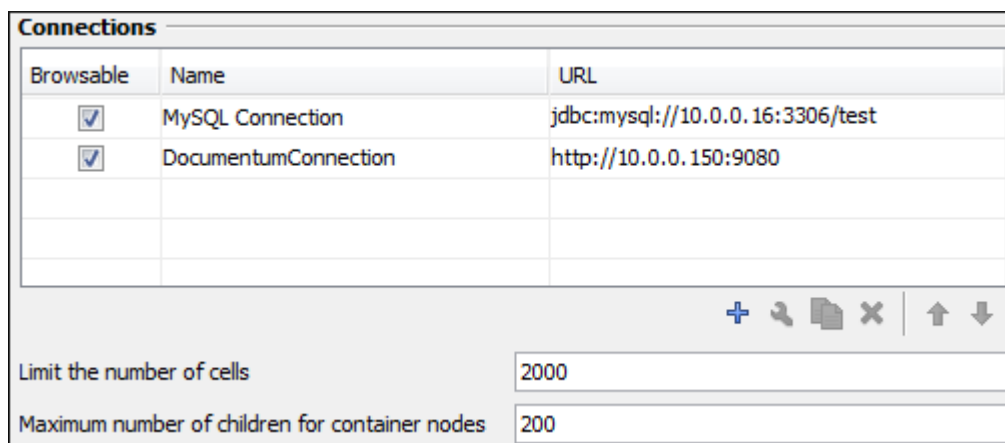 Connections
Browsable Name URL
MySQL Connection jdbc:mysql://10.0.0.16:3306/test
DocumentumConnection http://10.0.0.150:9080
Limit the number of cells 2000
Maximum number of children for container nodes 200